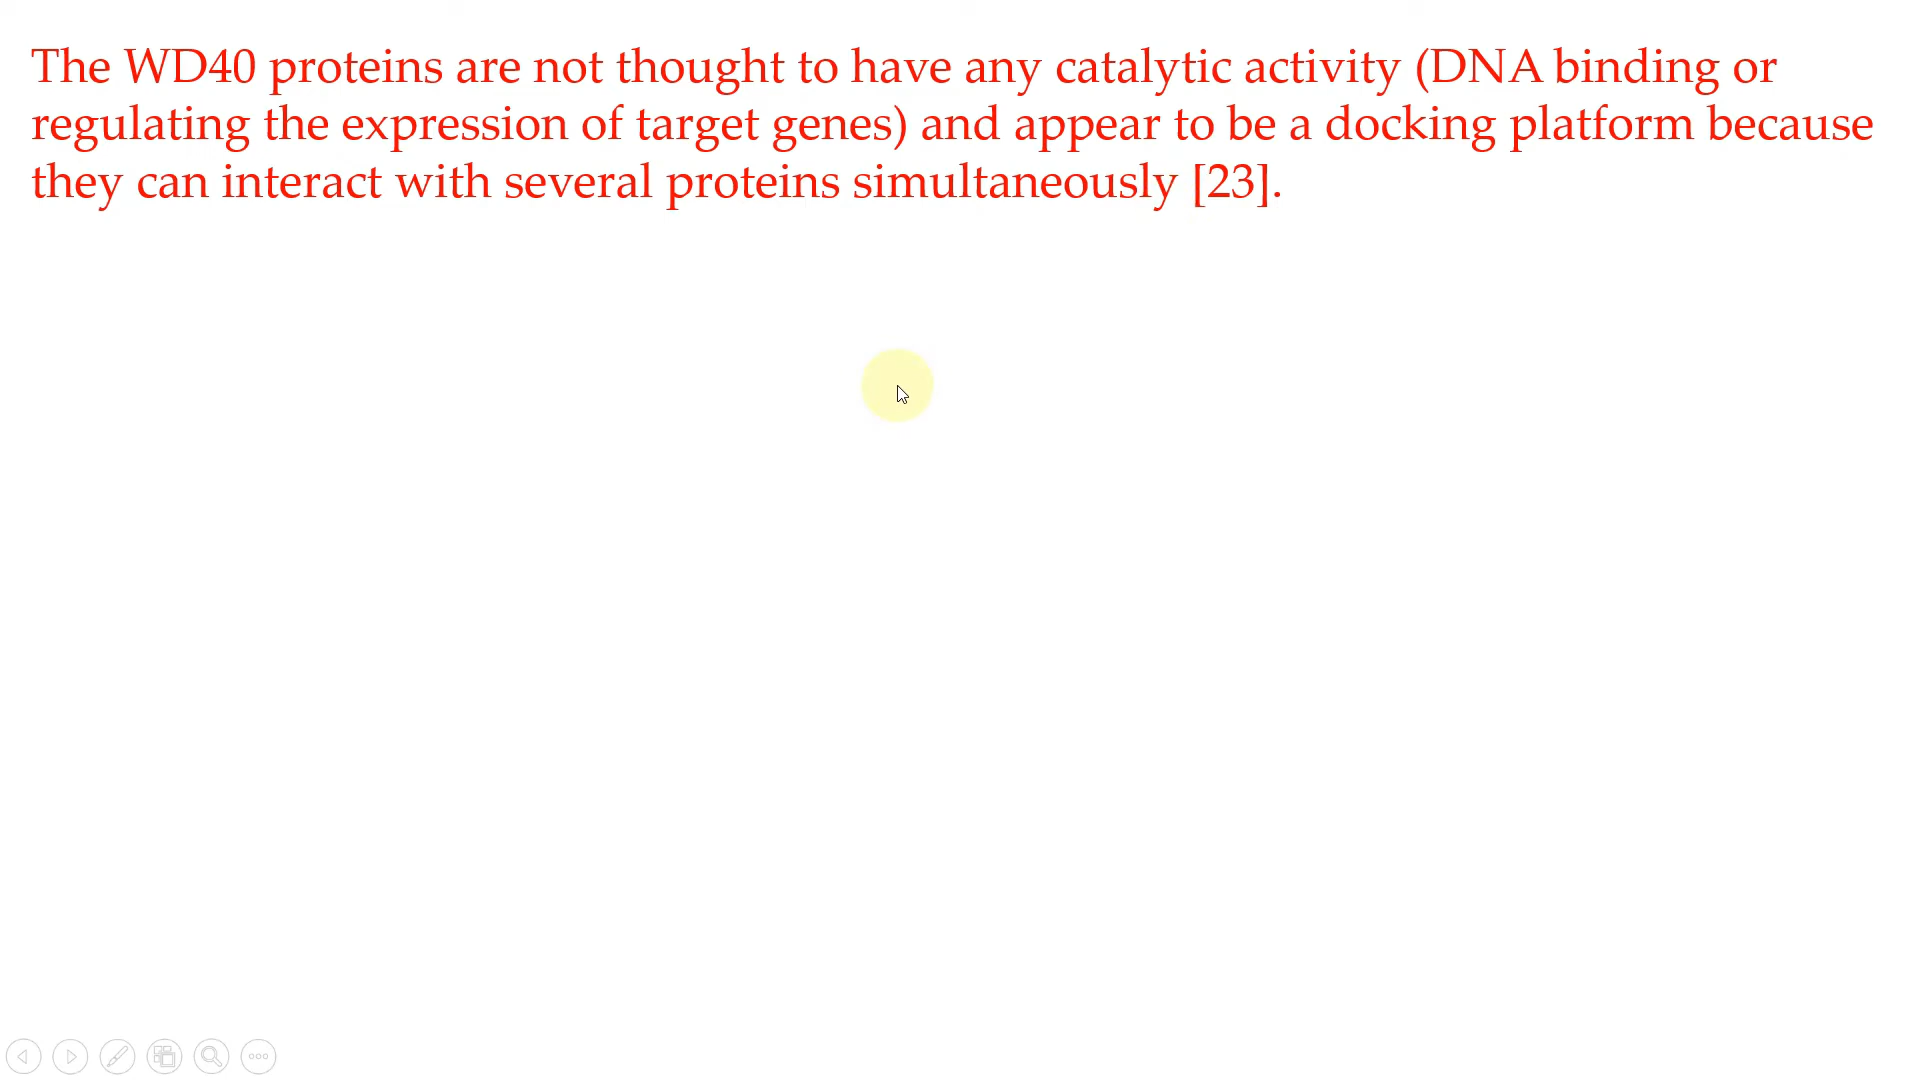 The WD40 proteins are not thought to have any catalytic activity (DNA binding or
regulating the expression of target genes) and appear to be a docking platform because
they can interact with several proteins simultaneously [23].